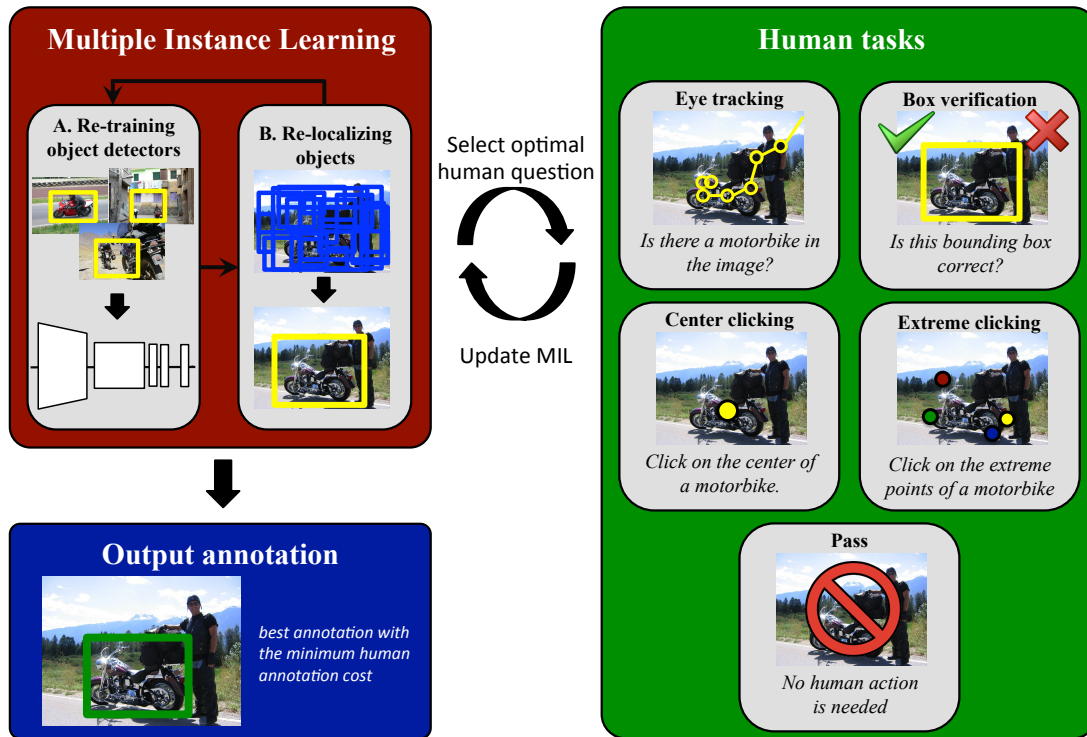 Multiple Instance Learning
A. Re-training
object detectors
B. Re-localizing
objects
Select optimal
human question
Update MIL
Output annotation
best annotation with
the minimum human
annotation cost
Human tasks
Eye tracking
Is there a motorbike in
the image?
Box verification
Is this bounding box
correct?
Center clicking
Click on the center of
a motorbike.
Extreme clicking
Click on the extreme
points of a motorbike
Pass
No human action
is needed